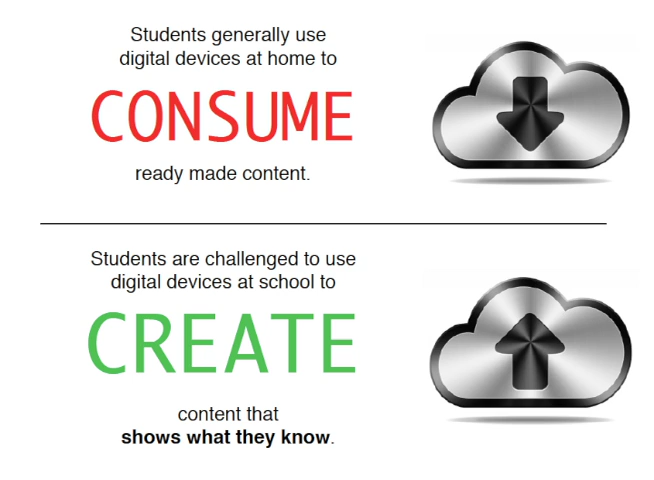 Students generally use
digital devices at home to
CONSUME
ready made content.
Students are challenged to use
digital devices at school to
CREATE
content that
shows what they know.